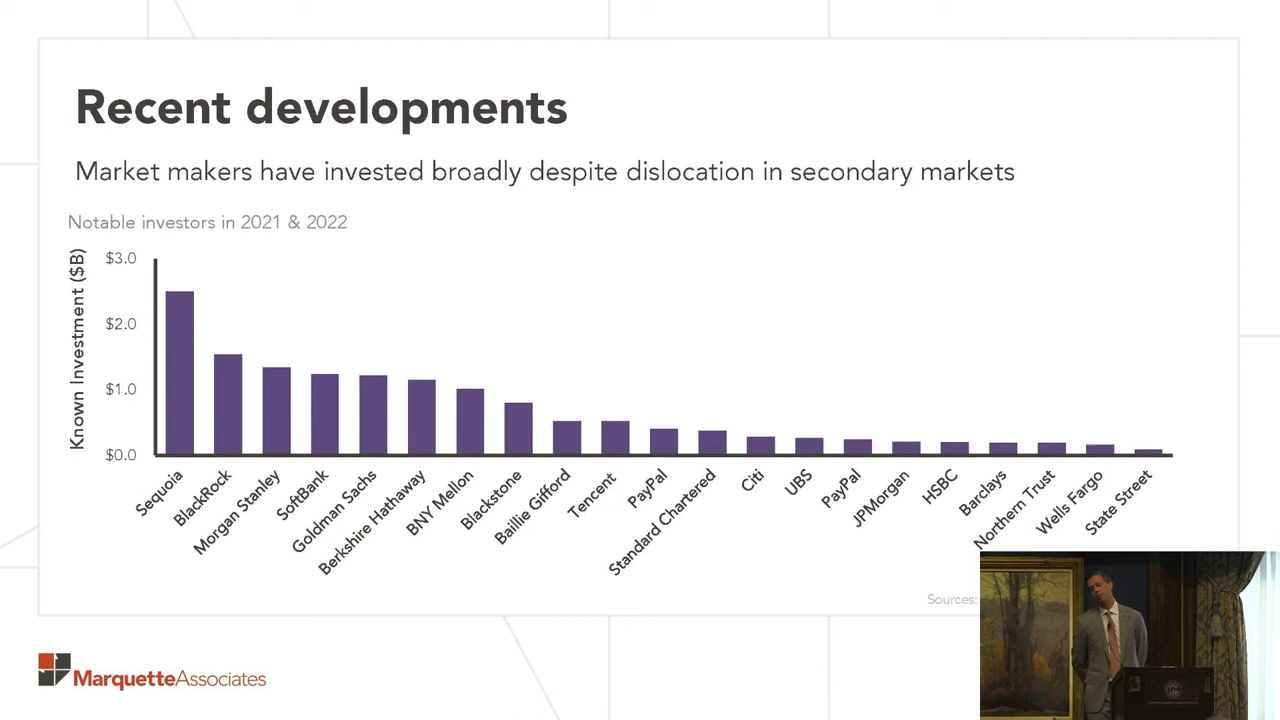 Recent developments
Market makers have invested broadly despite dislocation in secondary markets
Notable investors in 2021 & 2022
Known Investment ($B)
$3.0
$2.0
$1.0
$0.0
Sequoia
BlackRock
Morgan Stanley
SoftBank
Goldman Sachs
Berkshire Hathaway
BNY Mellon
Blackstone
Baillie Gifford
Tencent
PayPal
Standard Chartered
Citi
UBS
PayPal
JPMorgan
HSBC
Barclays
Northern Trust
Wells Fargo
State Street
Sources:
MarquetteAssociates